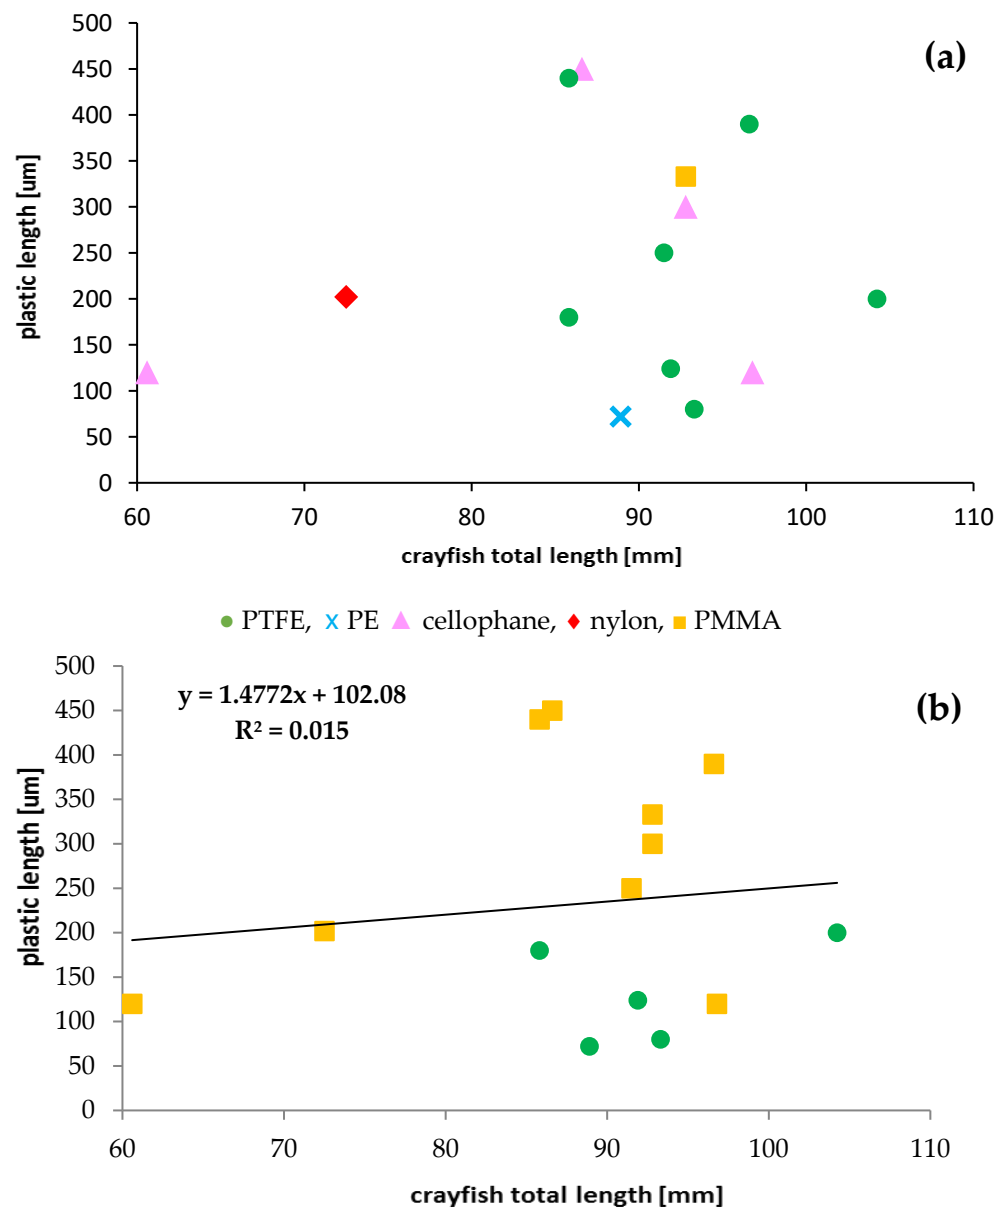 500
(a)
450
400
350
300
250
200
150
100
50
0
plastic length [um]
60 70 80 90 100 110
crayfish total length [mm]
PTFE, PE cellophane, nylon, PMMA
500
y = 1.4772x + 102.08
R² = 0.015
(b)
450
400
350
300
250
200
150
100
50
0
plastic length [um]
60 70 80 90 100 110
crayfish total length [mm]